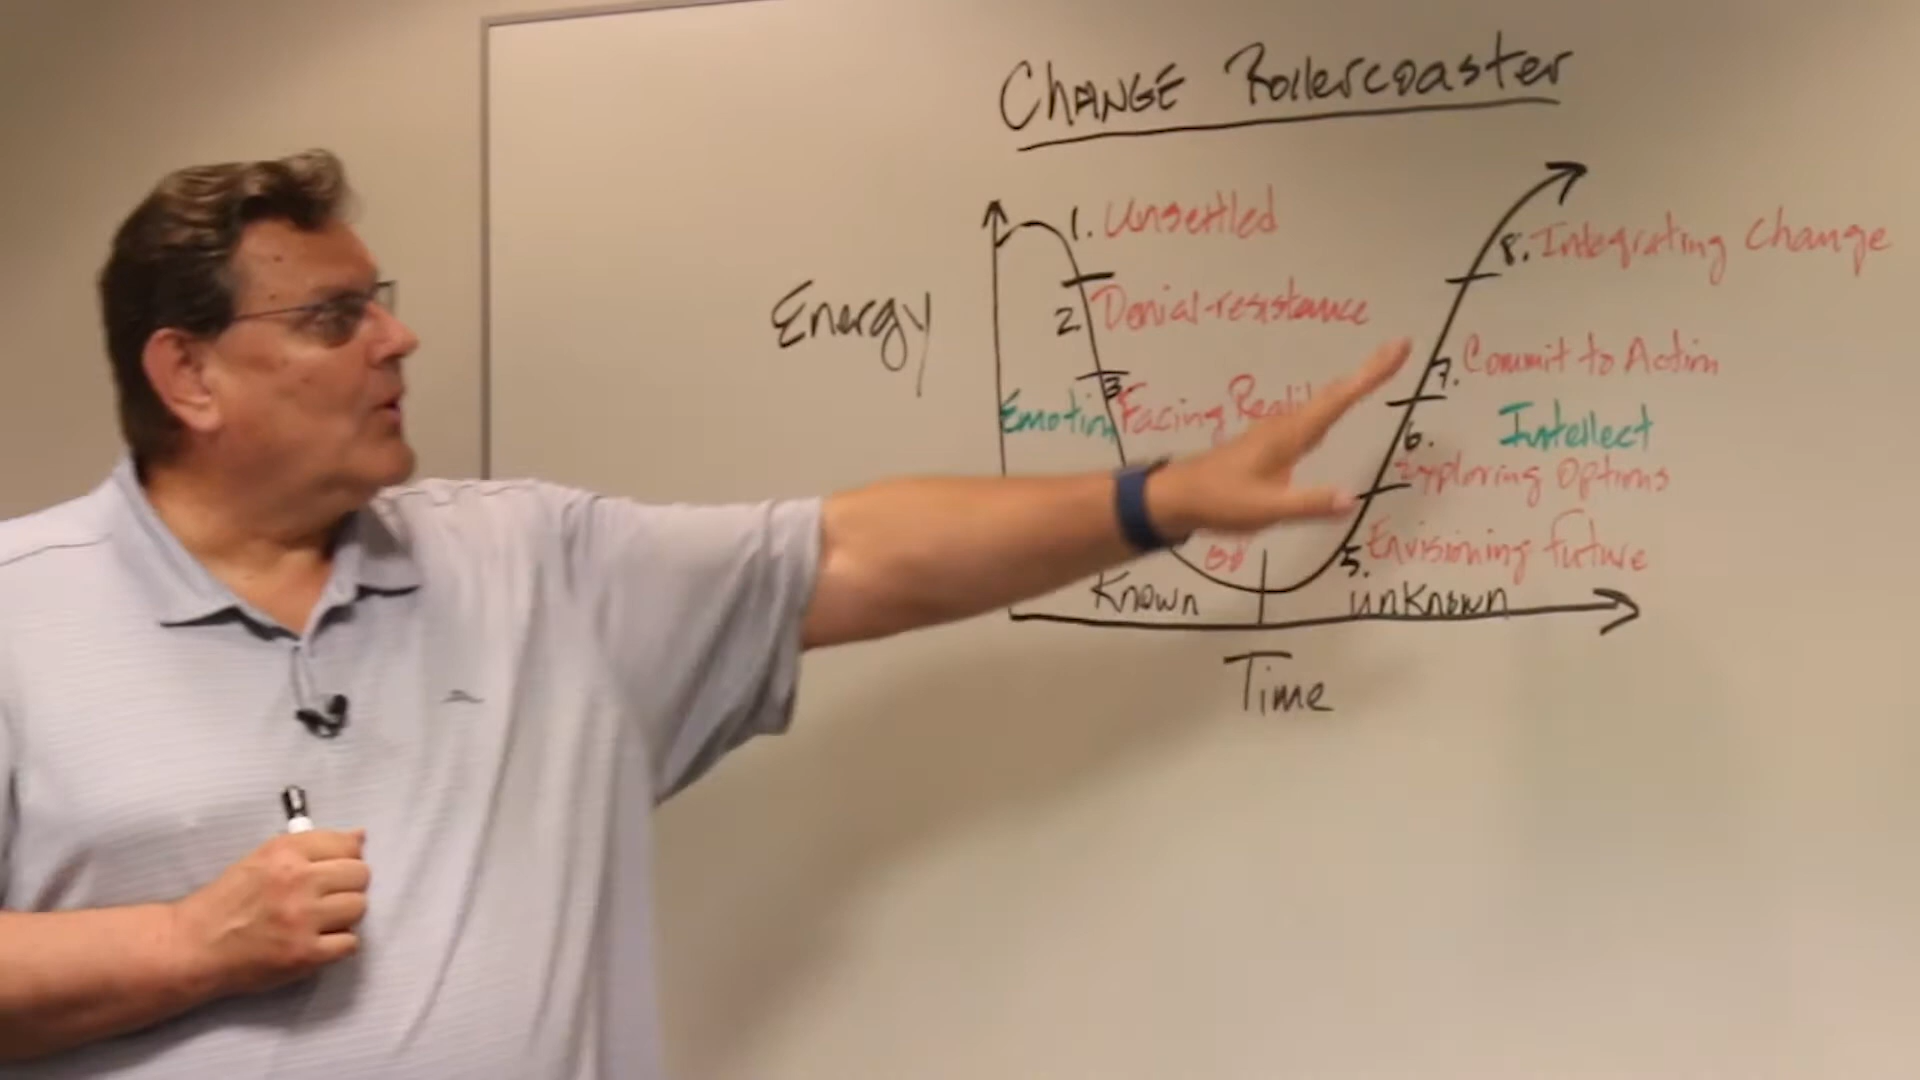 CHANGE Rollercoaster
Energy
1. Unsettled
2. Denial-resistance
3. Facing
Emotion
Known
8. Integrating change
7. Commit to Action
Intellect
6. Exploring options
5. Envisioning future
unknown
Time